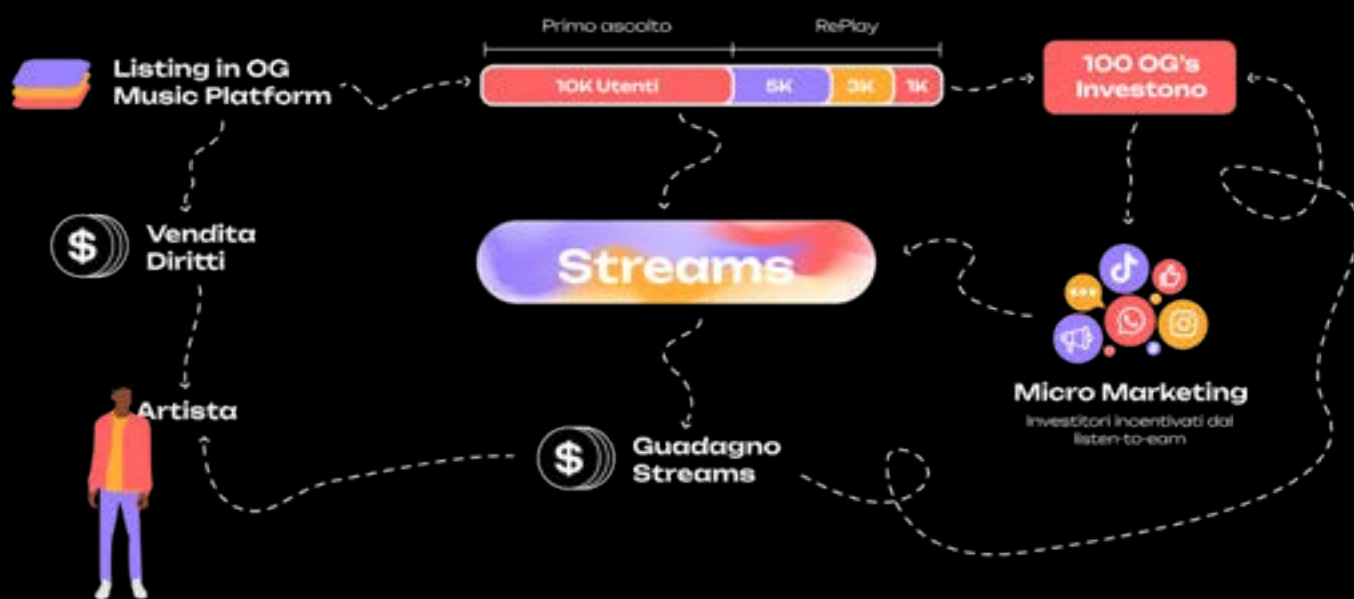 Primo ascolto
RePlay
Listing in OG
Music Platform
10K Utenti
5K
3K
1K
100 OG's
Investono
$
Vendita
Diritti
Streams
Artista
$
Guadagno
Streams
Micro Marketing
Investitori incentivati dal
listen-to-earn